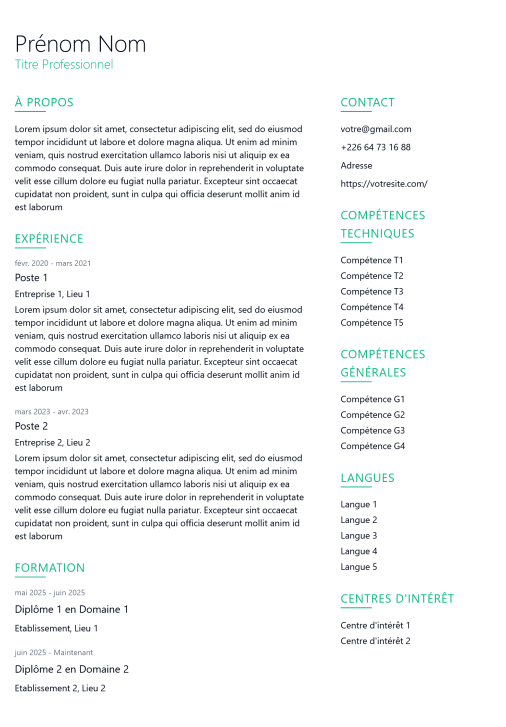 Prénom Nom
Titre Professionnel
À PROPOS
Lorem ipsum dolor sit amet, consectetur adipiscing elit, sed do eiusmod
tempor incididunt ut labore et dolore magna aliqua. Ut enim ad minim
veniam, quis nostrud exercitation ullamco laboris nisi ut aliquip ex ea
commodo consequat. Duis aute irure dolor in reprehenderit in voluptate
velit esse cillum dolore eu fugiat nulla pariatur. Excepteur sint occaecat
cupidatat non proident, sunt in culpa qui officia deserunt mollit anim id
est laborum
EXPÉRIENCE
févr. 2020 - mars 2021
Poste 1
Entreprise 1, Lieu 1
Lorem ipsum dolor sit amet, consectetur adipiscing elit, sed do eiusmod
tempor incididunt ut labore et dolore magna aliqua. Ut enim ad minim
veniam, quis nostrud exercitation ullamco laboris nisi ut aliquip ex ea
commodo consequat. Duis aute irure dolor in reprehenderit in voluptate
velit esse cillum dolore eu fugiat nulla pariatur. Excepteur sint occaecat
cupidatat non proident, sunt in culpa qui officia deserunt mollit anim id
est laborum
mars 2023 - avr. 2023
Poste 2
Entreprise 2, Lieu 2
Lorem ipsum dolor sit amet, consectetur adipiscing elit, sed do eiusmod
tempor incididunt ut labore et dolore magna aliqua. Ut enim ad minim
veniam, quis nostrud exercitation ullamco laboris nisi ut aliquip ex ea
commodo consequat. Duis aute irure dolor in reprehenderit in voluptate
velit esse cillum dolore eu fugiat nulla pariatur. Excepteur sint occaecat
cupidatat non proident, sunt in culpa qui officia deserunt mollit anim id
est laborum
FORMATION
mai 2025 - juin 2025
Diplôme 1 en Domaine 1
Etablissement, Lieu 1
juin 2025 - Maintenant
Diplôme 2 en Domaine 2
Etablissement 2, Lieu 2
CONTACT
votre@gmail.com
+226 64 73 16 88
Adresse
https://votresite.com/
COMPÉTENCES
TECHNIQUES
Compétence T1
Compétence T2
Compétence T3
Compétence T4
Compétence T5
COMPÉTENCES
GÉNÉRALES
Compétence G1
Compétence G2
Compétence G3
Compétence G4
LANGUES
Langue 1
Langue 2
Langue 3
Langue 4
Langue 5
CENTRES D'INTÉRÊT
Centre d'intérêt 1
Centre d'intérêt 2